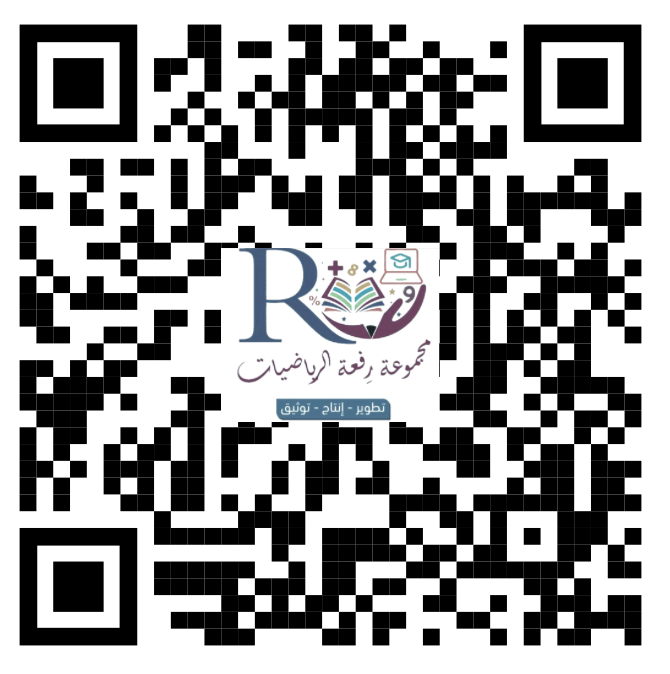 R
مجموعة رفعة الرياضيات
تطوير - إنتاج - توثيق